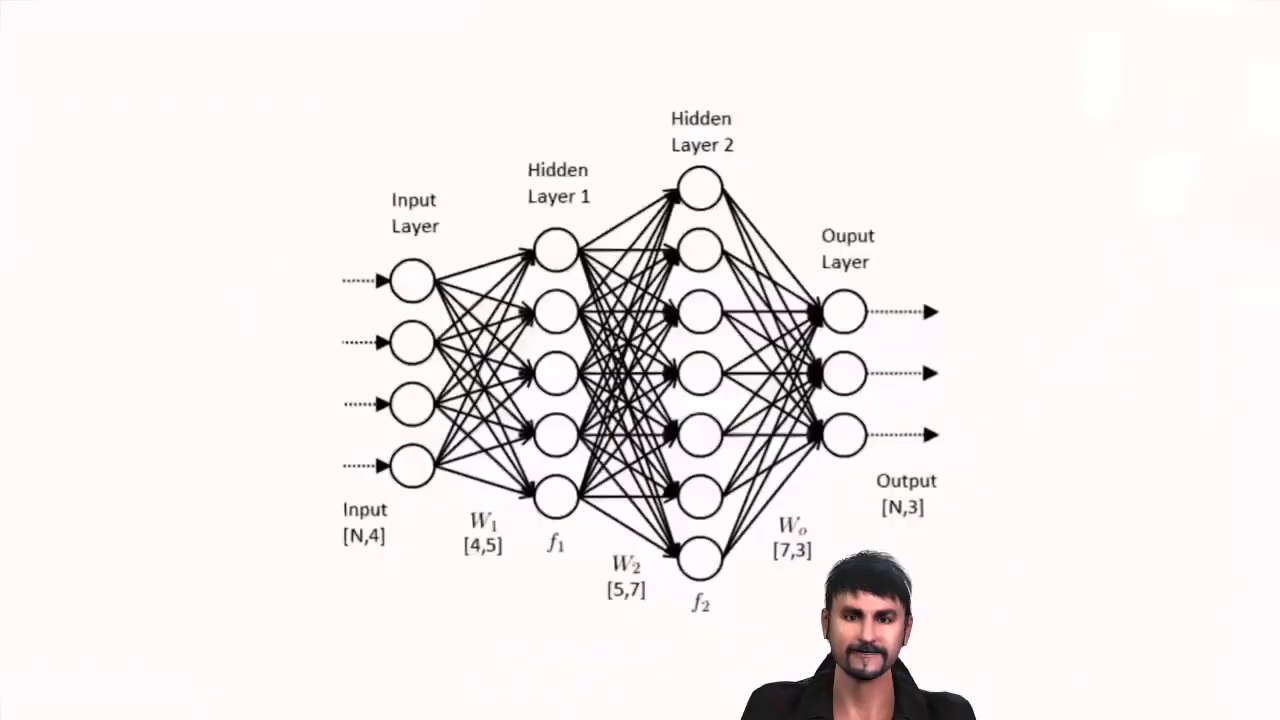 Hidden
Layer 2
Hidden
Layer 1
Input
Layer
Ouput
Layer
Input
[N,4]
W₁
[4,5]
f₁
W₂
[5,7]
f₂
Wₒ
[7,3]
Output
[N,3]